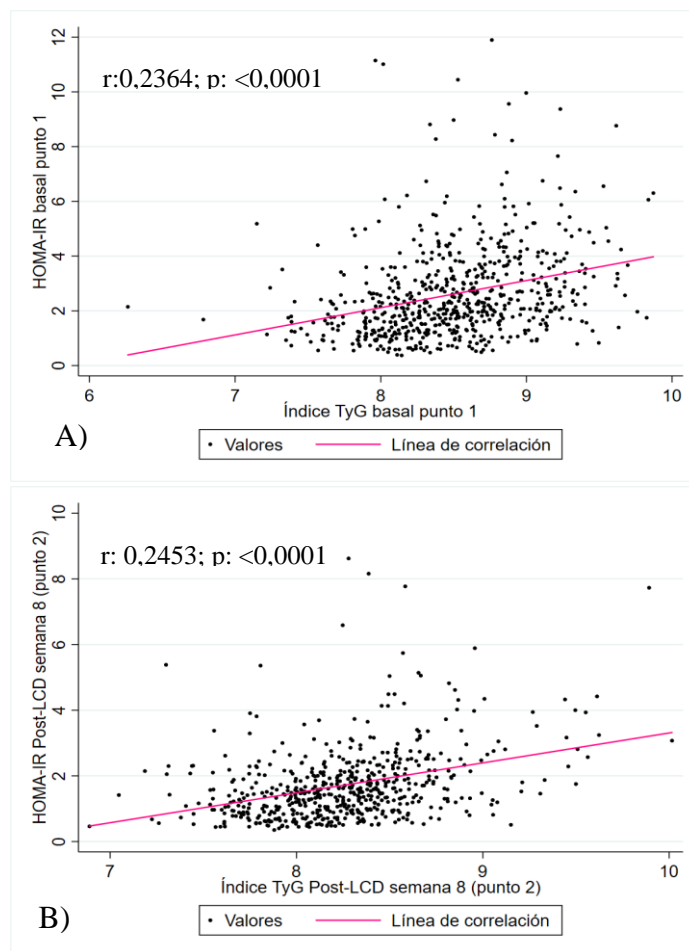 12
10
8
6
4
2
0
HOMA-IR basal punto 1
r:0,2364; p: <0,0001
6 7 8 9 10
Índice TyG basal punto 1
A)
Valores Línea de correlación
10
8
6
4
2
0
HOMA-IR Post-LCD semana 8 (punto 2)
r: 0,2453; p: <0,0001
7 8 9 10
Índice TyG Post-LCD semana 8 (punto 2)
B)
Valores Línea de correlación